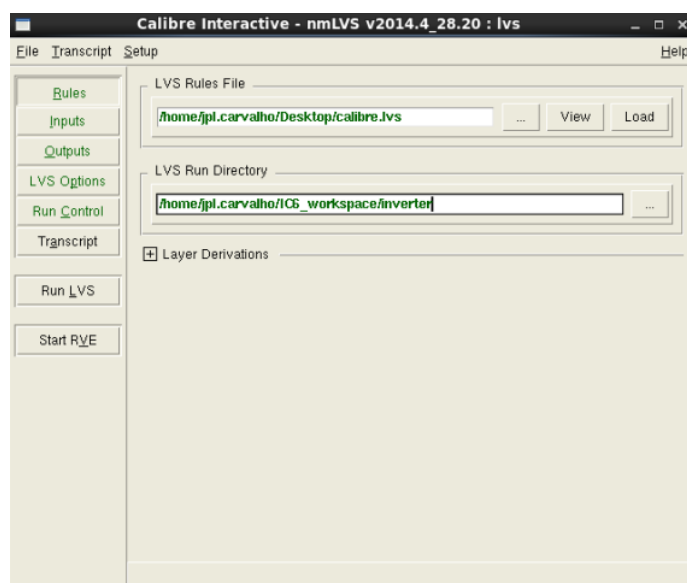 Calibre Interactive - nmLVS v2014.4_28.20 : lvs
File Transcript Setup Help
Rules
Inputs
Outputs
LVS Options
Run Control
Transcript
Run LVS
Start RVE
LVS Rules File
/home/jpl.carvalho/Desktop/calibre.lvs ... View Load
LVS Run Directory
/home/jpl.carvalho/IC6_workspace/inverter ...
Layer Derivations